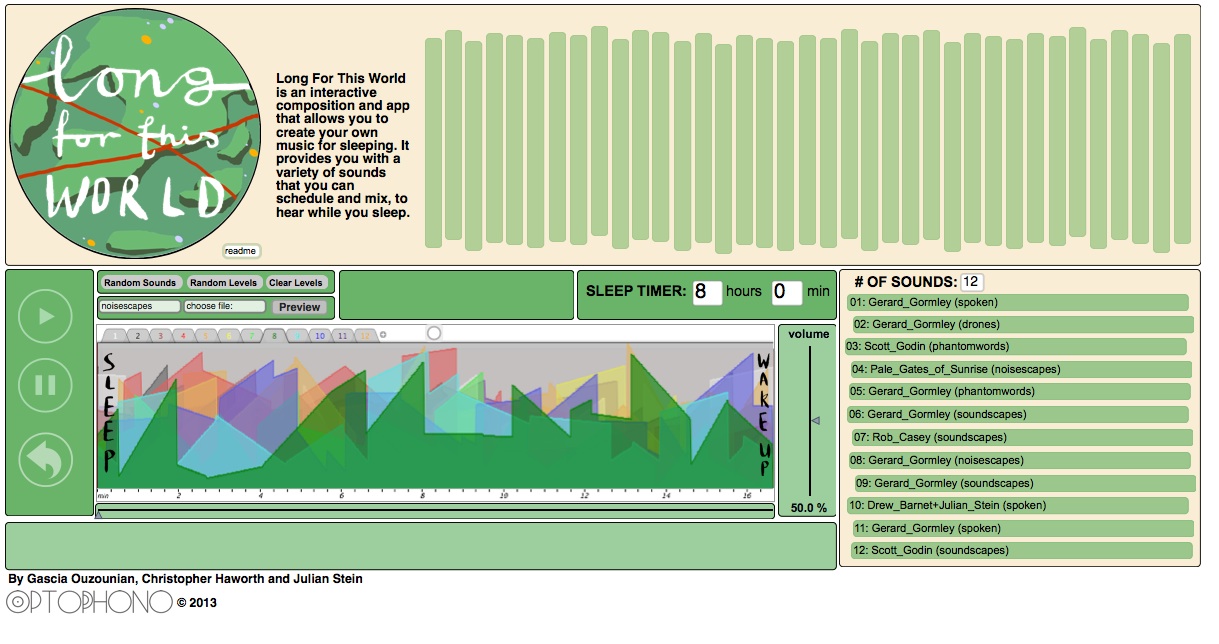 Long
for this
WORLD
Long For This World
is an interactive
composition and app
that allows you to
create your own
music for sleeping. It
provides you with a
variety of sounds
that you can
schedule and mix, to
hear while you sleep.
readme
Random Sounds Random Levels Clear Levels
noisescapes choose file: Preview
SLEEP TIMER: 8 hours 0 min
1 2 3 4 5 6 7 8 9 10 11 12
SLEEP
WAKE UP
min 2 4 6 8 10 12 14 16
volume
50.0 %
# OF SOUNDS: 12
01: Gerard_Gormley (spoken)
02: Gerard_Gormley (drones)
03: Scott_Godin (phantomwords)
04: Pale_Gates_of_Sunrise (noisescapes)
05: Gerard_Gormley (phantomwords)
06: Gerard_Gormley (soundscapes)
07: Rob_Casey (soundscapes)
08: Gerard_Gormley (noisescapes)
09: Gerard_Gormley (soundscapes)
10: Drew_Barnet+Julian_Stein (spoken)
11: Gerard_Gormley (spoken)
12: Scott_Godin (soundscapes)
By Gascia Ouzounian, Christopher Haworth and Julian Stein
OPTOPHONO © 2013